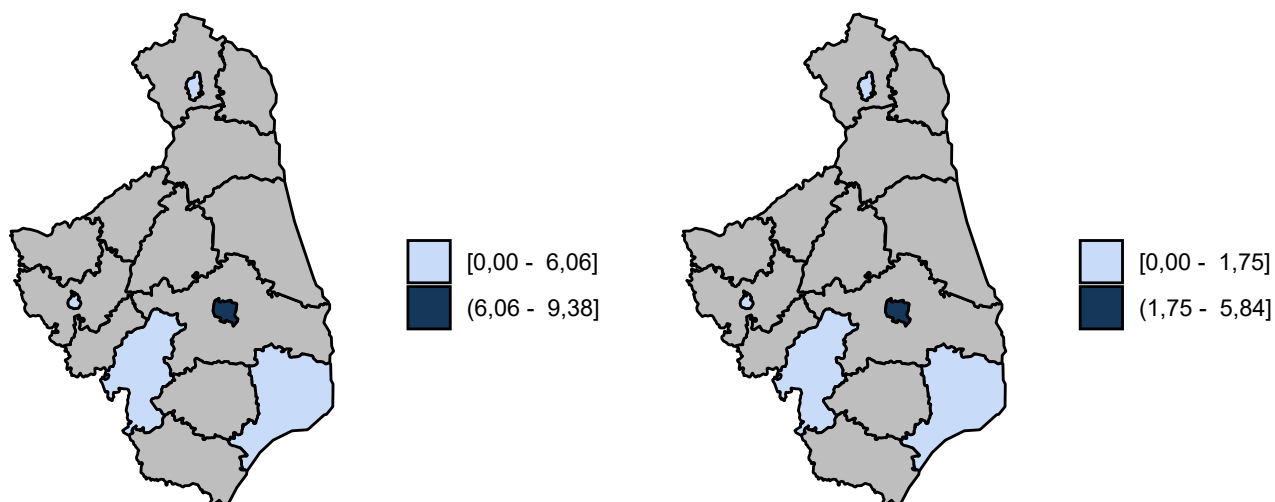 [0,00 - 6,06]
(6,06 - 9,38]
[0,00 - 1,75]
(1,75 - 5,84]